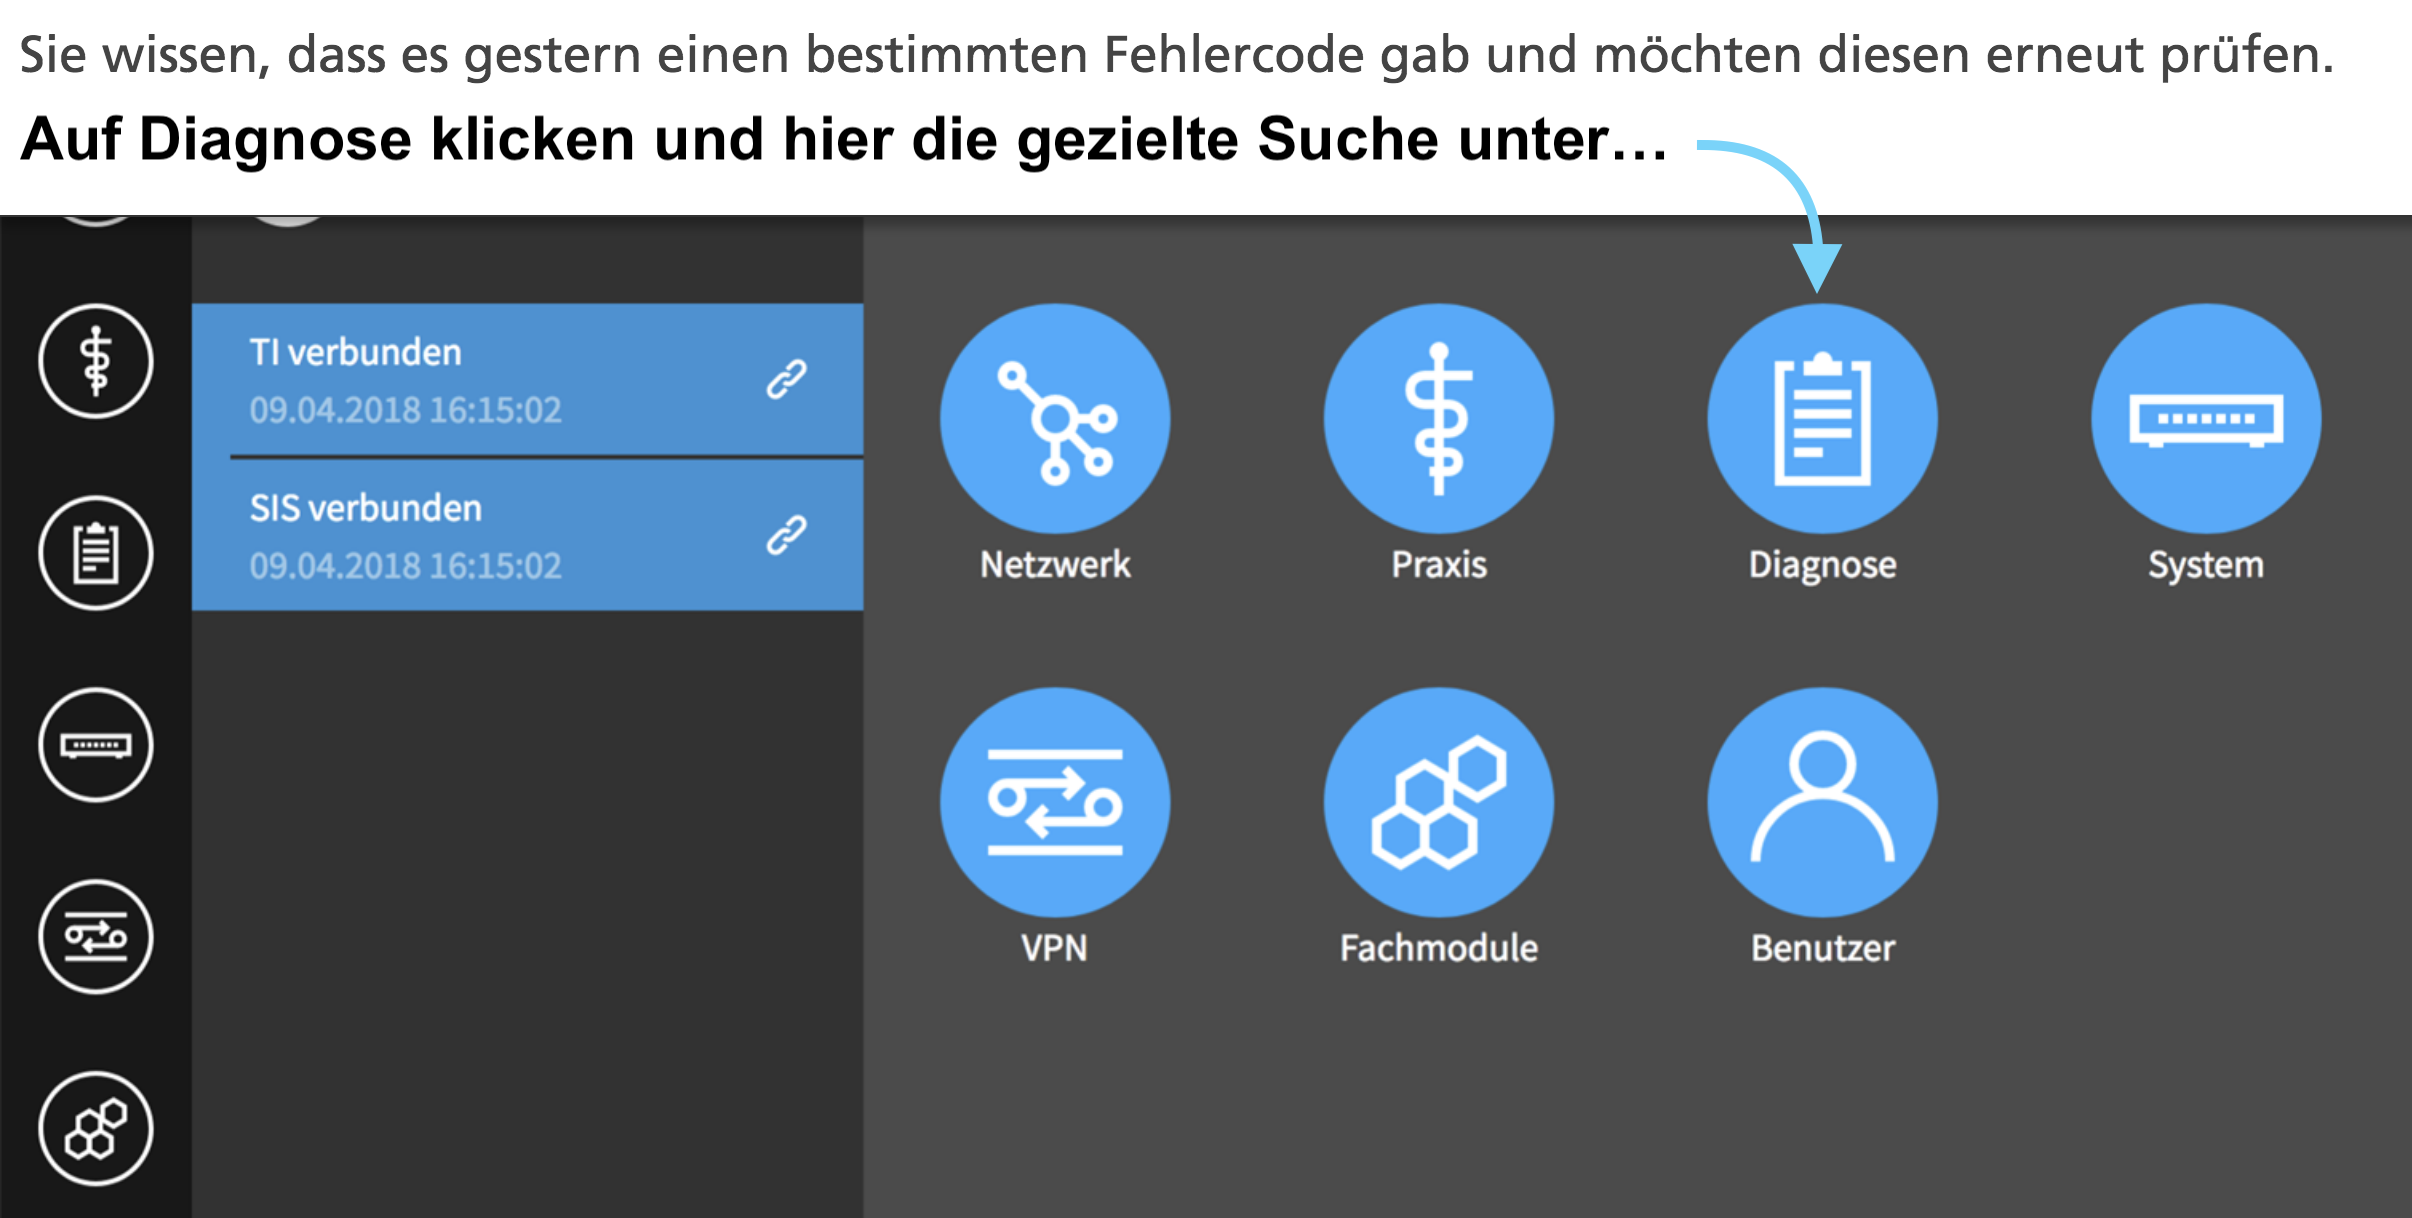 Sie wissen, dass es gestern einen bestimmten Fehlercode gab und möchten diesen erneut prüfen.
Auf Diagnose klicken und hier die gezielte Suche unter...
TI verbunden
09.04.2018 16:15:02
SIS verbunden
09.04.2018 16:15:02
Netzwerk
Praxis
Diagnose
System
VPN
Fachmodule
Benutzer